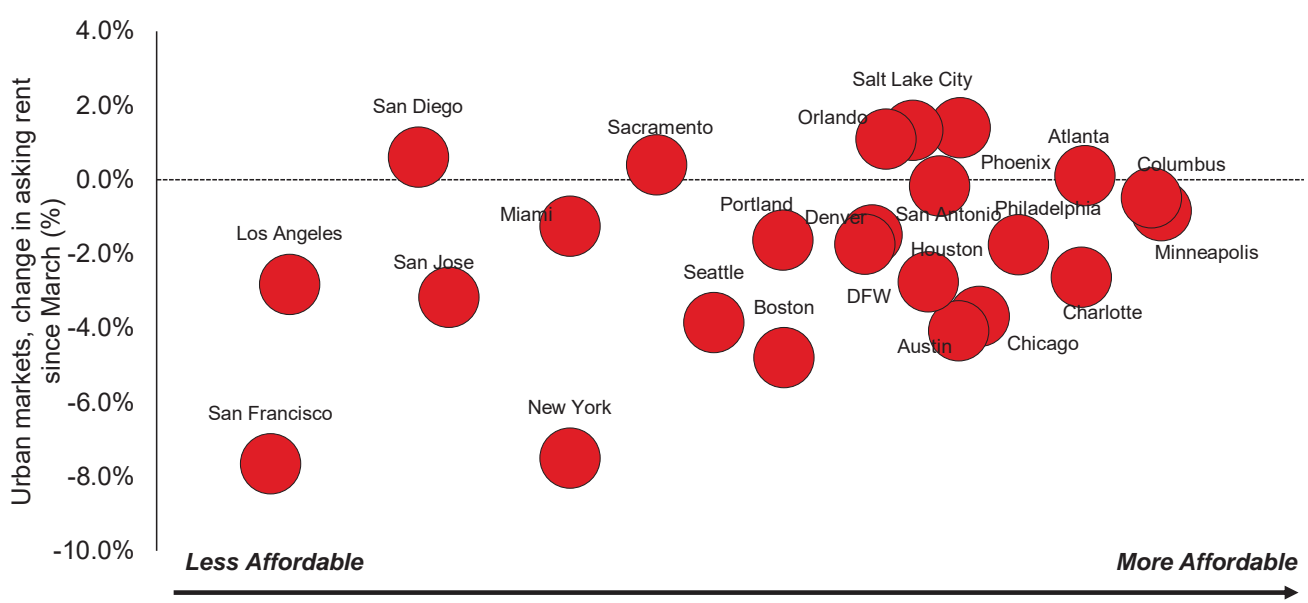 4.0%
2.0%
0.0%
-2.0%
-4.0%
-6.0%
-8.0%
-10.0%
Urban markets, change in asking rent
since March (%)
Salt Lake City
San Diego
Orlando
Sacramento
Atlanta
Phoenix
Columbus
Miami
Portland
Denver
San Antonio
Philadelphia
Los Angeles
San Jose
Houston
Minneapolis
Seattle
DFW
Boston
Charlotte
Austin
Chicago
San Francisco
New York
Less Affordable
More Affordable